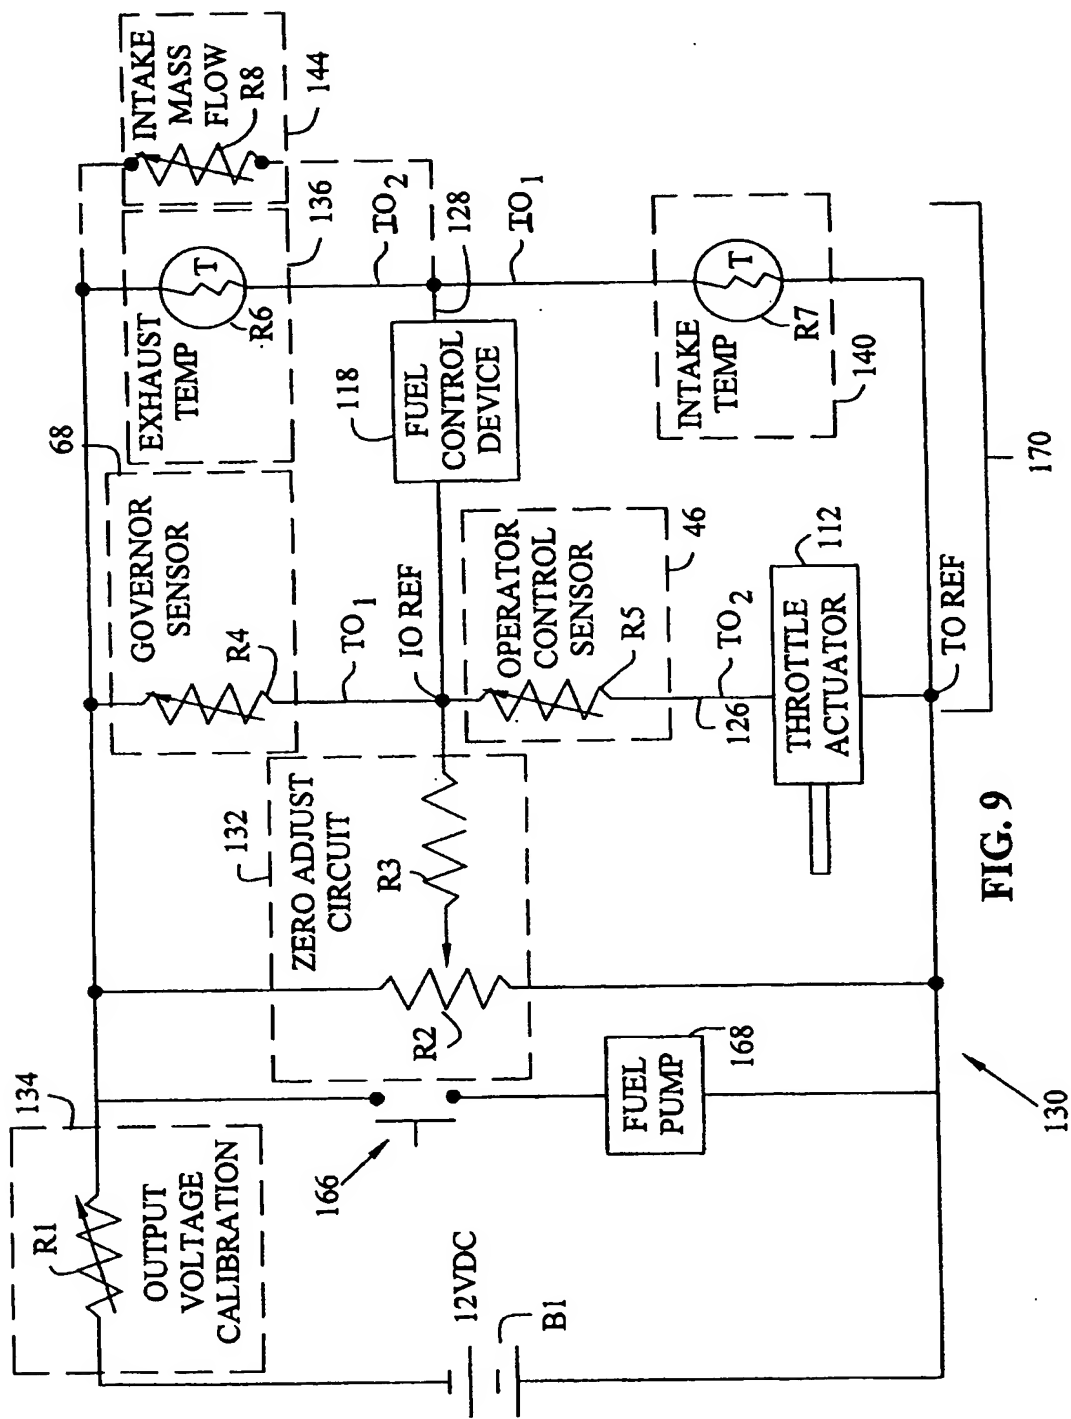 134
R1
OUTPUT
VOLTAGE
CALIBRATION
12VDC
B1
166
FUEL
PUMP
168
132
ZERO ADJUST
CIRCUIT
R2
R3
68
GOVERNOR
SENSOR
R4
TO1
IO REF
OPERATOR
CONTROL
SENSOR
R5
46
126
TO2
THROTTLE
ACTUATOR
112
TO REF
EXHAUST
TEMP
R6
T
136
INTAKE
MASS
FLOW
R8
144
TO2
118
FUEL
CONTROL
DEVICE
128
TO1
INTAKE
TEMP
T
R7
140
170
130
FIG. 9